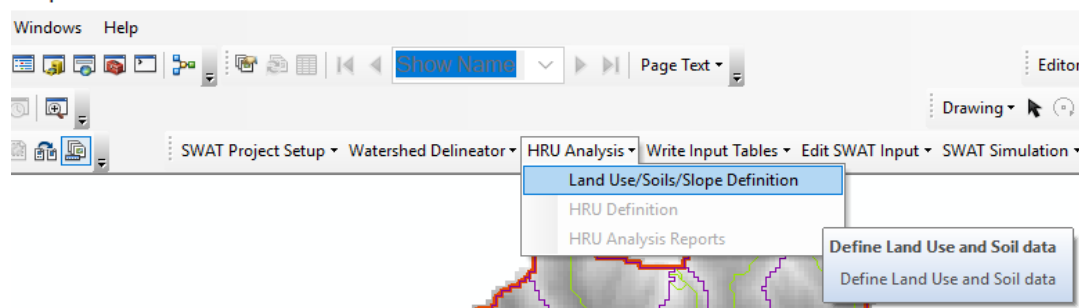 Windows Help
Show Name Page Text Editor
Drawing
SWAT Project Setup Watershed Delineator HRU Analysis Write Input Tables Edit SWAT Input SWAT Simulation
Land Use/Soils/Slope Definition
HRU Definition
HRU Analysis Reports
Define Land Use and Soil data
Define Land Use and Soil data